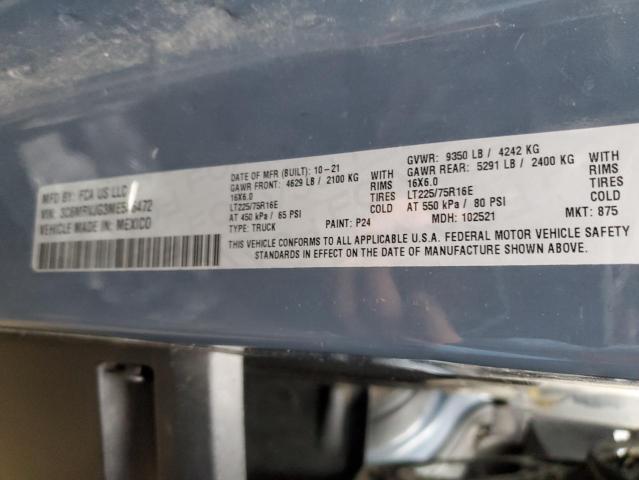 MFD BY: FCA US LLC
VIN:
VEHICLE MADE IN: MEXICO
DATE OF MFR (BUILT): 10-21
GAWR FRONT: 4629 LB / 2100 KG WITH
16X6.0 RIMS
LT225/75R16E TIRES
AT 450 kPa / 65 PSI COLD
TYPE: TRUCK PAINT: P24
GVWR: 9350 LB / 4242 KG
GAWR REAR: 5291 LB / 2400 KG WITH
16X6.0 RIMS
LT225/75R16E TIRES
AT 550 kPa / 80 PSI COLD
MDH: 102521 MKT: 875
THIS VEHICLE CONFORMS TO ALL APPLICABLE U.S.A. FEDERAL MOTOR VEHICLE SAFETY
STANDARDS IN EFFECT ON THE DATE OF MANUFACTURE SHOWN ABOVE.